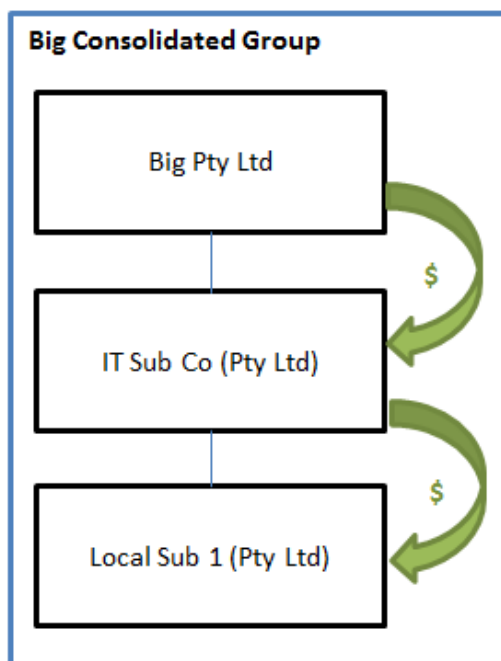 Big Consolidated Group
Big Pty Ltd
$
IT Sub Co (Pty Ltd)
$
Local Sub 1 (Pty Ltd)